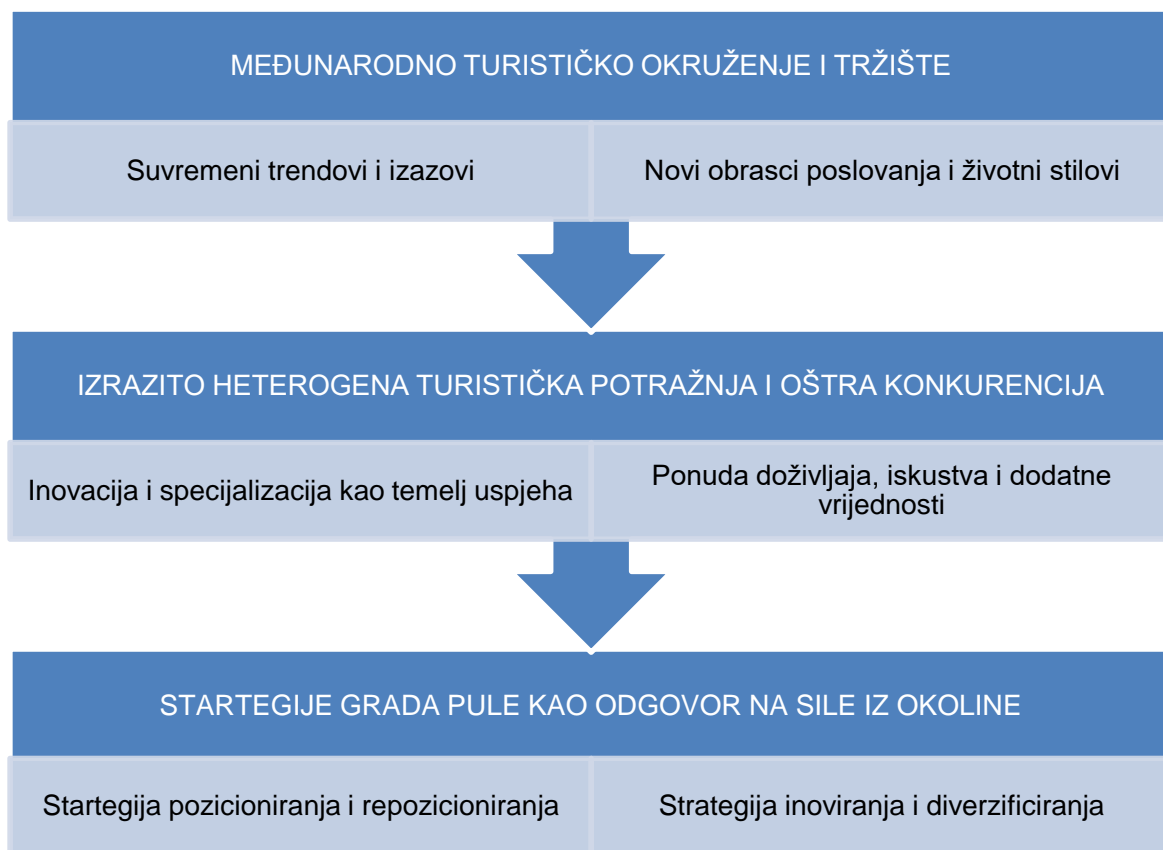 MEĐUNARODNO TURISTIČKO OKRUŽENJE I TRŽIŠTE
Suvremeni trendovi i izazovi
Novi obrasci poslovanja i životni stilovi
IZRAZITO HETEROGENA TURISTIČKA POTRAŽNJA I OŠTRA KONKURENCIJA
Inovacija i specijalizacija kao temelj uspjeha
Ponuda doživljaja, iskustva i dodatne
vrijednosti
STARTEGIJE GRADA PULE KAO ODGOVOR NA SILE IZ OKOLINE
Startegija pozicioniranja i repozicioniranja
Strategija inoviranja i diverzificiranja